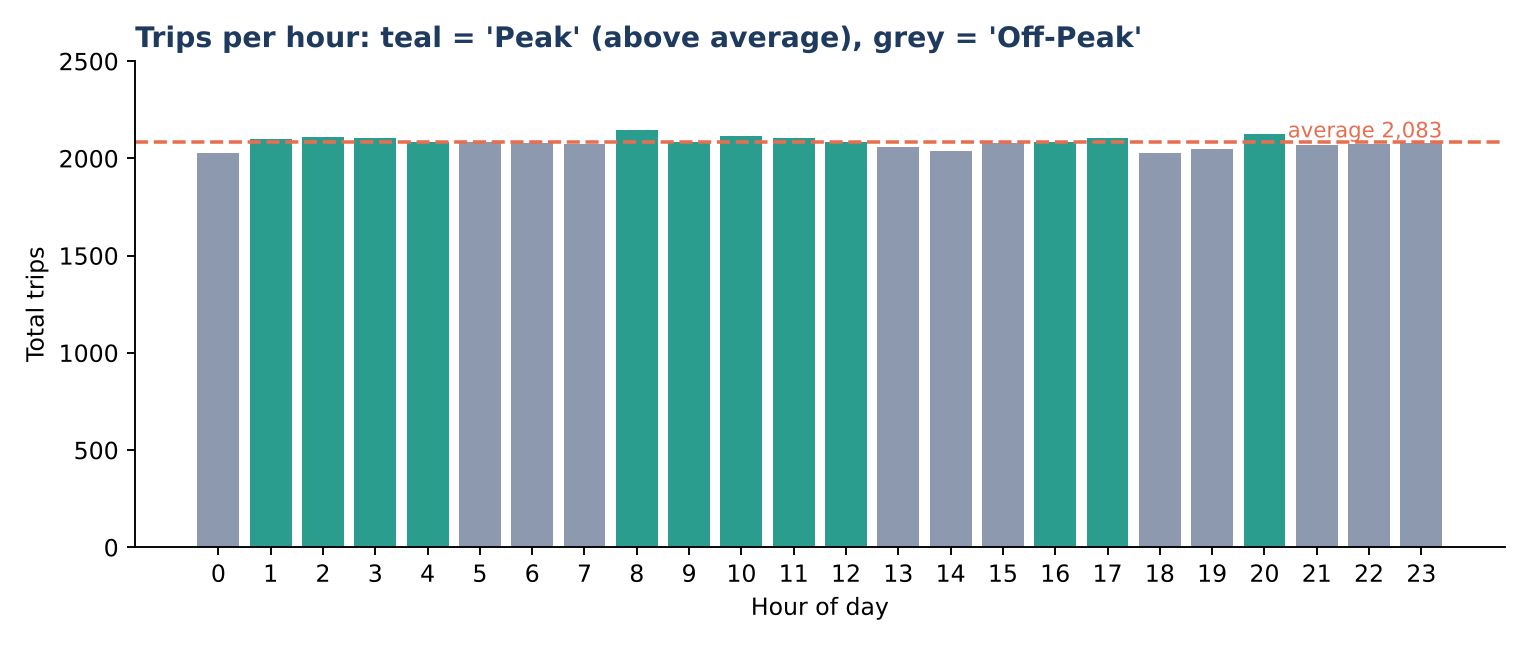 Trips per hour: teal = 'Peak' (above average), grey = 'Off-Peak'
2500
2000
1500
1000
500
0
Total trips
average 2,083
0 1 2 3 4 5 6 7 8 9 10 11 12 13 14 15 16 17 18 19 20 21 22 23
Hour of day